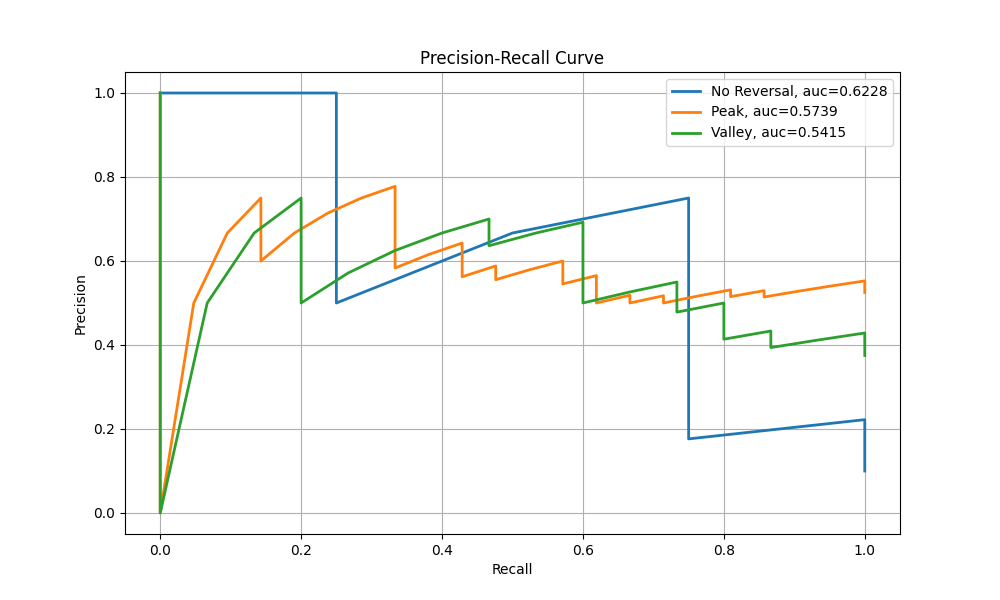 Precision-Recall Curve
No Reversal, auc=0.6228
Peak, auc=0.5739
Valley, auc=0.5415
Precision
1.0
0.8
0.6
0.4
0.2
0.0
0.0 0.2 0.4 0.6 0.8 1.0
Recall